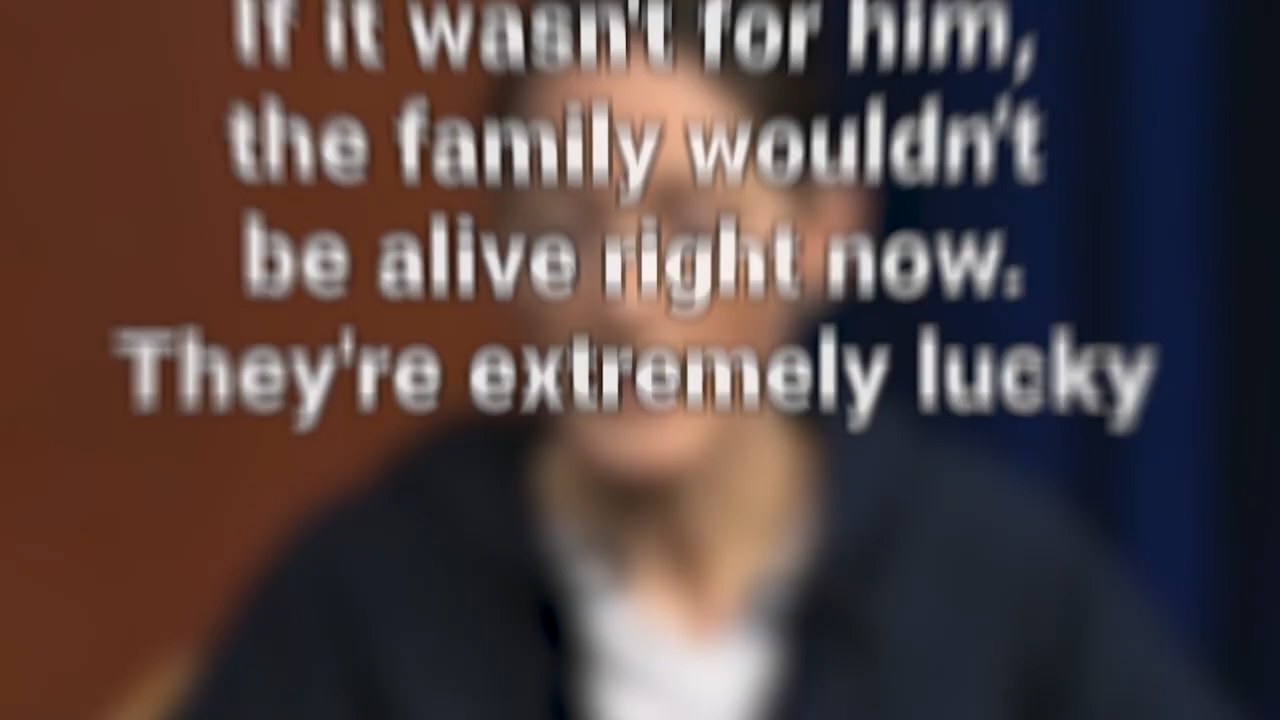 If it wasn't for him,
the family wouldn't
be alive right now.
They're extremely lucky